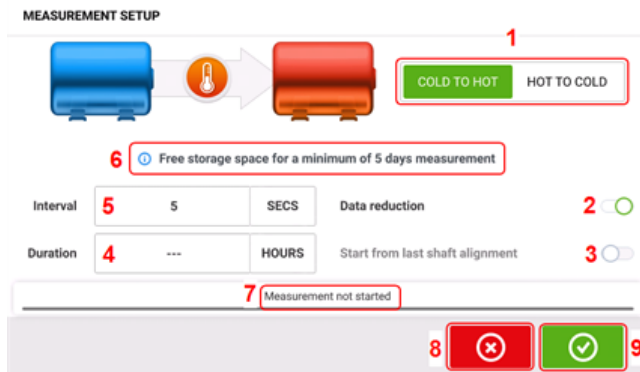 MEASUREMENT SETUP
1
COLD TO HOT HOT TO COLD
6 Free storage space for a minimum of 5 days measurement
Interval 5 5 SECS Data reduction 2
Duration 4 --- HOURS Start from last shaft alignment 3
7 Measurement not started
8 9